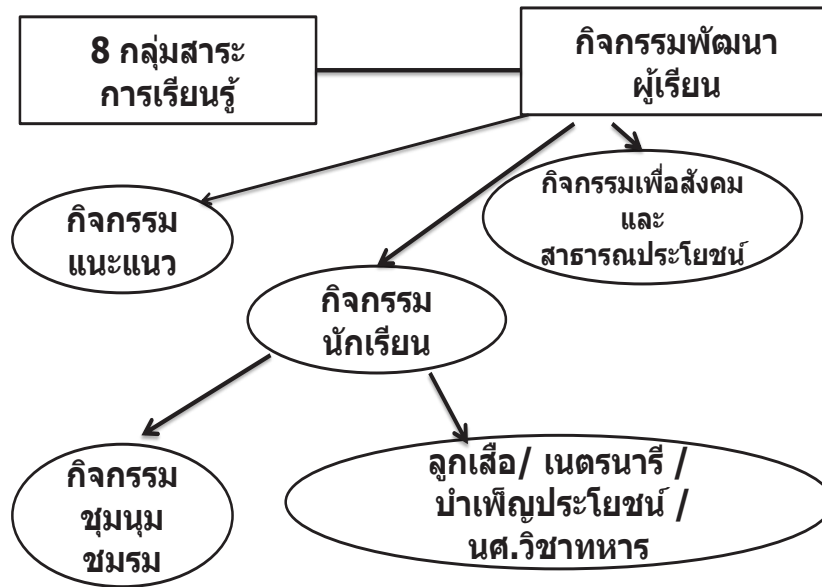 8 กลุ่มสาระ
การเรียนรู้
กิจกรรมพัฒนา
ผู้เรียน
กิจกรรม
แนะแนว
กิจกรรมเพื่อสังคม
และ
สาธารณประโยชน์
กิจกรรม
นักเรียน
กิจกรรม
ชุมนุม
ชมรม
ลูกเสือ/ เนตรนารี /
บำเพ็ญประโยชน์ /
นศ.วิชาทหาร